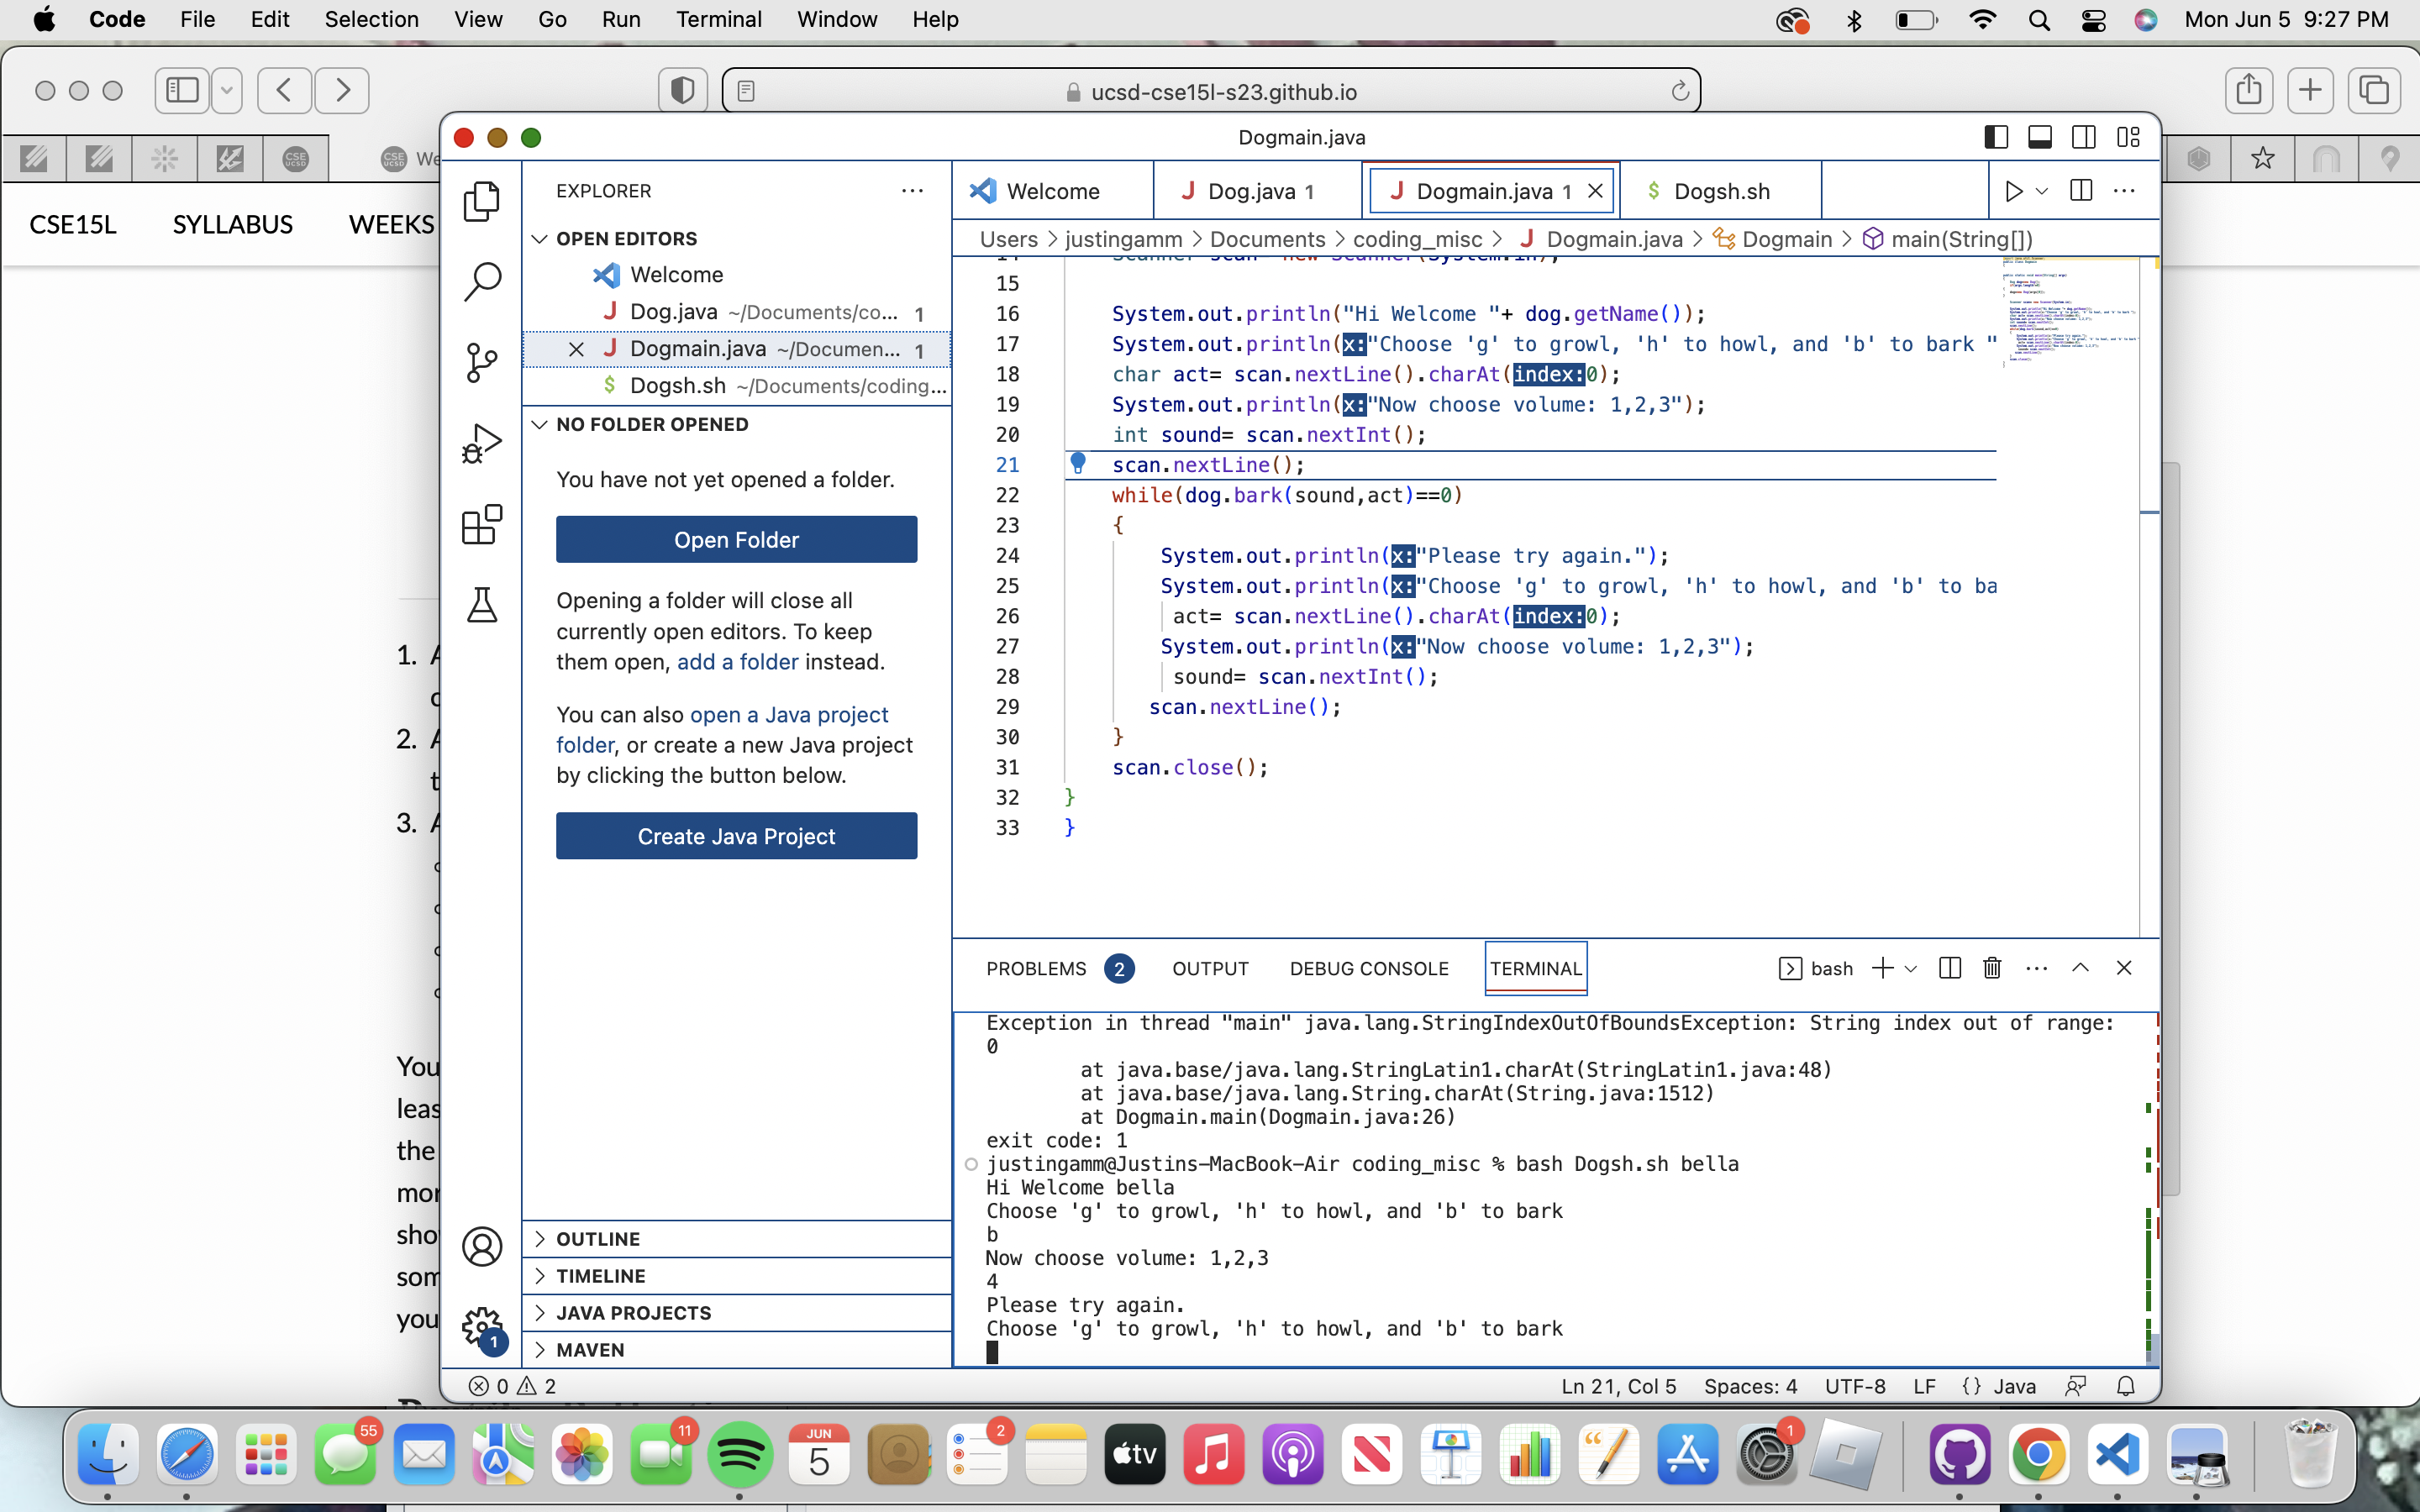 Code File Edit Selection View Go Run Terminal Window Help Mon Jun 5 9:27 PM
ucsd-cse15l-s23.github.io
CSE UCSD CSE UCSD We
CSE15L SYLLABUS WEEKS
Dogmain.java
EXPLORER
OPEN EDITORS
Welcome
Dog.java ~/Documents/co... 1
Dogmain.java ~/Documen... 1
Dogsh.sh ~/Documents/coding...
NO FOLDER OPENED
You have not yet opened a folder.
Open Folder
Opening a folder will close all
currently open editors. To keep
them open, add a folder instead.
You can also open a Java project
folder, or create a new Java project
by clicking the button below.
Create Java Project
OUTLINE
TIMELINE
JAVA PROJECTS
MAVEN
1
Welcome Dog.java 1 Dogmain.java 1 Dogsh.sh
Users > justingamm > Documents > coding_misc > Dogmain.java > Dogmain > main(String[])
15
16 System.out.println("Hi Welcome "+ dog.getName());
17 System.out.println(x:"Choose 'g' to growl, 'h' to howl, and 'b' to bark "
18 char act= scan.nextLine().charAt(index:0);
19 System.out.println(x:"Now choose volume: 1,2,3");
20 int sound= scan.nextInt();
21 scan.nextLine();
22 while(dog.bark(sound,act)==0)
23 {
24 System.out.println(x:"Please try again.");
25 System.out.println(x:"Choose 'g' to growl, 'h' to howl, and 'b' to ba
26 act= scan.nextLine().charAt(index:0);
27 System.out.println(x:"Now choose volume: 1,2,3");
28 sound= scan.nextInt();
29 scan.nextLine();
30 }
31 scan.close();
32 }
33 }
PROBLEMS 2 OUTPUT DEBUG CONSOLE TERMINAL bash
Exception in thread "main" java.lang.StringIndexOutOfBoundsException: String index out of range:
0
at java.base/java.lang.StringLatin1.charAt(StringLatin1.java:48)
at java.base/java.lang.String.charAt(String.java:1512)
at Dogmain.main(Dogmain.java:26)
exit code: 1
justingamm@Justins-MacBook-Air coding_misc % bash Dogsh.sh bella
Hi Welcome bella
Choose 'g' to growl, 'h' to howl, and 'b' to bark
b
Now choose volume: 1,2,3
4
Please try again.
Choose 'g' to growl, 'h' to howl, and 'b' to bark
0 2 Ln 21, Col 5 Spaces: 4 UTF-8 LF {} Java
1.
2.
3.
You
leas
the
mor
sho
som
you
55 11 JUN 5 2 tv 1